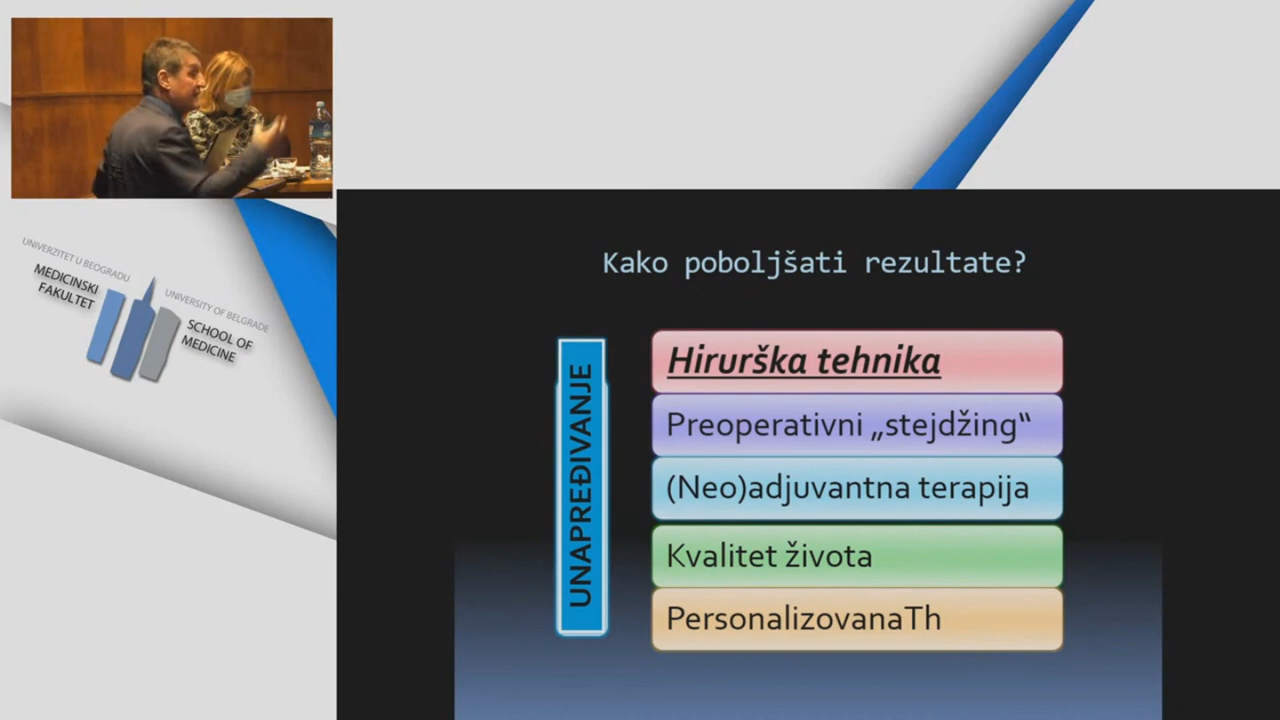 UNIVERZITET U BEOGRADU
MEDICINSKI
FAKULTET
UNIVERSITY OF BELGRADE
SCHOOL OF
MEDICINE
Kako poboljšati rezultate?
UNAPREĐIVANJE
Hirurška tehnika
Preoperativni „stejdžing“
(Neo)adjuvantna terapija
Kvalitet života
PersonalizovanaTh